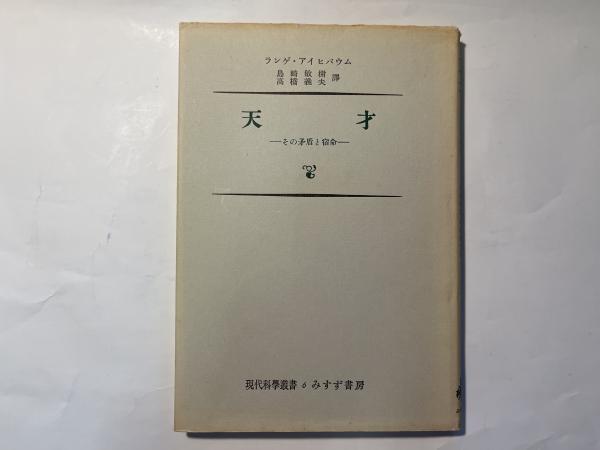 ランゲ・アイヒバウム
島崎敏樹
高橋義夫 譯
天才
—その矛盾と宿命—
現代科學叢書 6 みすず書房